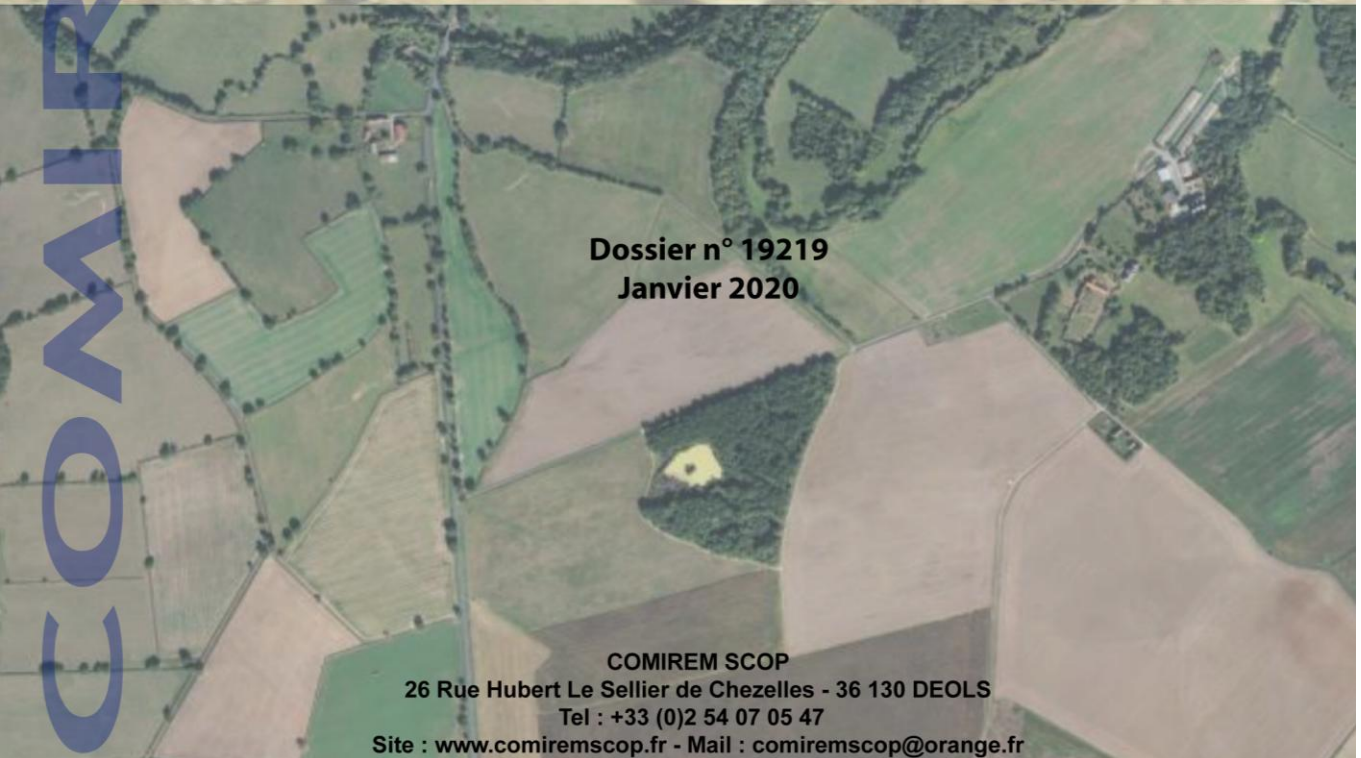 COMIR
Dossier n° 19219
Janvier 2020
COMIREM SCOP
26 Rue Hubert Le Sellier de Chezelles - 36 130 DEOLS
Tel : +33 (0)2 54 07 05 47
Site : www.comiremscop.fr - Mail : comiremscop@orange.fr